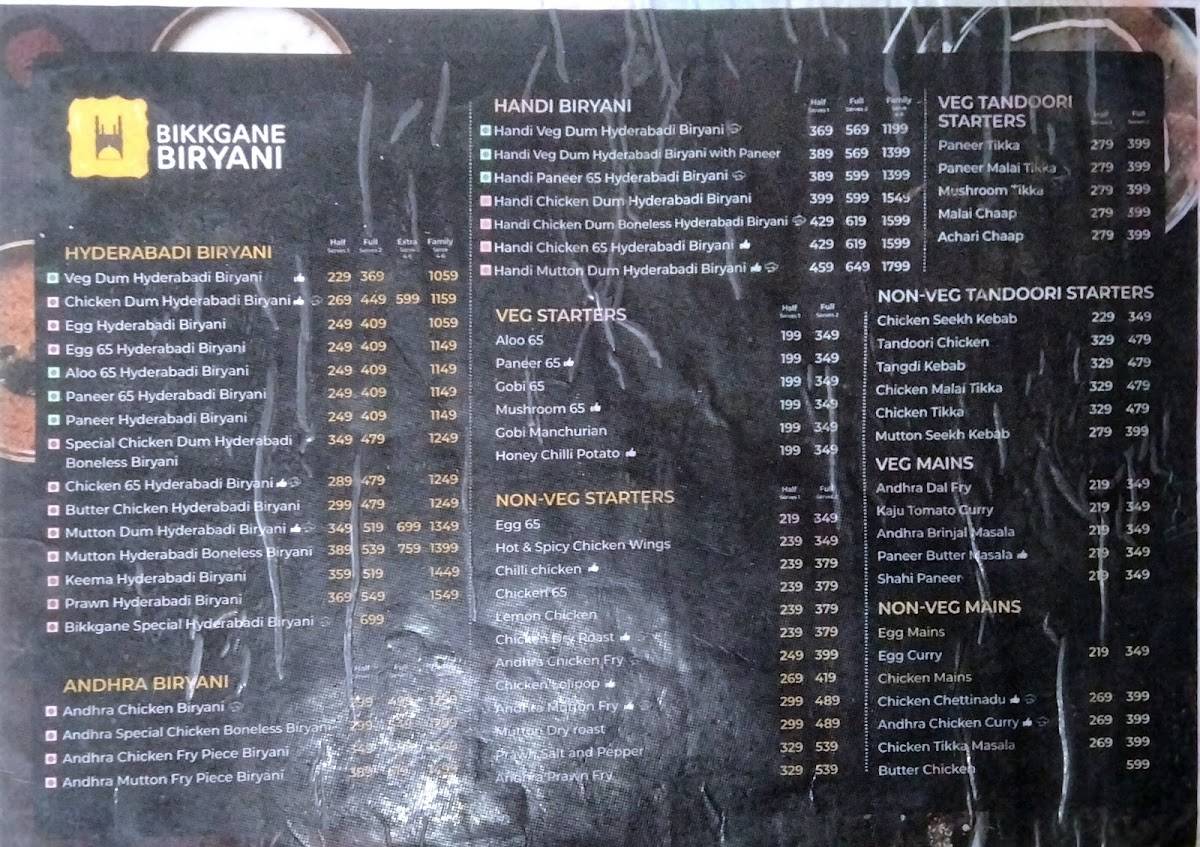 BIKKGANE
BIRYANI
HYDERABADI BIRYANI Half Full Extra Family
Serves 1 Serves 2
Veg Dum Hyderabadi Biryani 229 369 1059
Chicken Dum Hyderabadi Biryani 269 449 599 1159
Egg Hyderabadi Biryani 249 409 1059
Egg 65 Hyderabadi Biryani 249 409 1149
Aloo 65 Hyderabadi Biryani 249 409 1149
Paneer 65 Hyderabadi Biryani 249 409 1149
Paneer Hyderabadi Biryani 249 409 1149
Special Chicken Dum Hyderabadi 349 479 1249
Boneless Biryani
Chicken 65 Hyderabadi Biryani 289 479 1249
Butter Chicken Hyderabadi Biryani 299 479 1249
Mutton Dum Hyderabadi Biryani 349 519 699 1349
Mutton Hyderabadi Boneless Biryani 389 539 759 1399
Keema Hyderabadi Biryani 359 519 1449
Prawn Hyderabadi Biryani 369 549 1549
Bikkgane Special Hyderabadi Biryani 699
ANDHRA BIRYANI Half
Andhra Chicken Biryani
Andhra Special Chicken Boneless Biryani
Andhra Chicken Fry Piece Biryani
Andhra Mutton Fry Piece Biryani
HANDI BIRYANI Half Full Family
Serves 1 Serves 2
Handi Veg Dum Hyderabadi Biryani 369 569 1199
Handi Veg Dum Hyderabadi Biryani with Paneer 389 569 1399
Handi Paneer 65 Hyderabadi Biryani 389 599 1399
Handi Chicken Dum Hyderabadi Biryani 399 599 1549
Handi Chicken Dum Boneless Hyderabadi Biryani 429 619 1599
Handi Chicken 65 Hyderabadi Biryani 429 619 1599
Handi Mutton Dum Hyderabadi Biryani 459 649 1799
VEG STARTERS Half Full
Serves 1 Serves 2
Aloo 65 199 349
Paneer 65 199 349
Gobi 65 199 349
Mushroom 65 199 349
Gobi Manchurian 199 349
Honey Chilli Potato 199 349
NON-VEG STARTERS Half Full
Serves 1 Serves 2
Egg 65 219 349
Hot & Spicy Chicken Wings 239 349
Chilli chicken 239 379
Chicken 65 239 379
Lemon Chicken 239 379
Chicken Dry Roast 239 379
Andhra Chicken Fry 249 399
Chicken Lolipop 269 419
Andhra Mutton Fry 299 489
Mutton Dry roast 299 489
Prawn Salt and Pepper 329 539
Andhra Prawn Fry 329 539
VEG TANDOORI
STARTERS Half Full
Paneer Tikka 279 399
Paneer Malai Tikka 279 399
Mushroom Tikka 279 399
Malai Chaap 279 399
Achari Chaap 279 399
NON-VEG TANDOORI STARTERS
Chicken Seekh Kebab 229 349
Tandoori Chicken 329 479
Tangdi Kebab 329 479
Chicken Malai Tikka 329 479
Chicken Tikka 329 479
Mutton Seekh Kebab 279 399
VEG MAINS
Andhra Dal Fry 219 349
Kaju Tomato Curry 219 349
Andhra Brinjal Masala 219 349
Paneer Butter Masala 219 349
Shahi Paneer 219 349
NON-VEG MAINS
Egg Mains
Egg Curry 219 349
Chicken Mains
Chicken Chettinadu 269 399
Andhra Chicken Curry 269 399
Chicken Tikka Masala 269 399
Butter Chicken 599